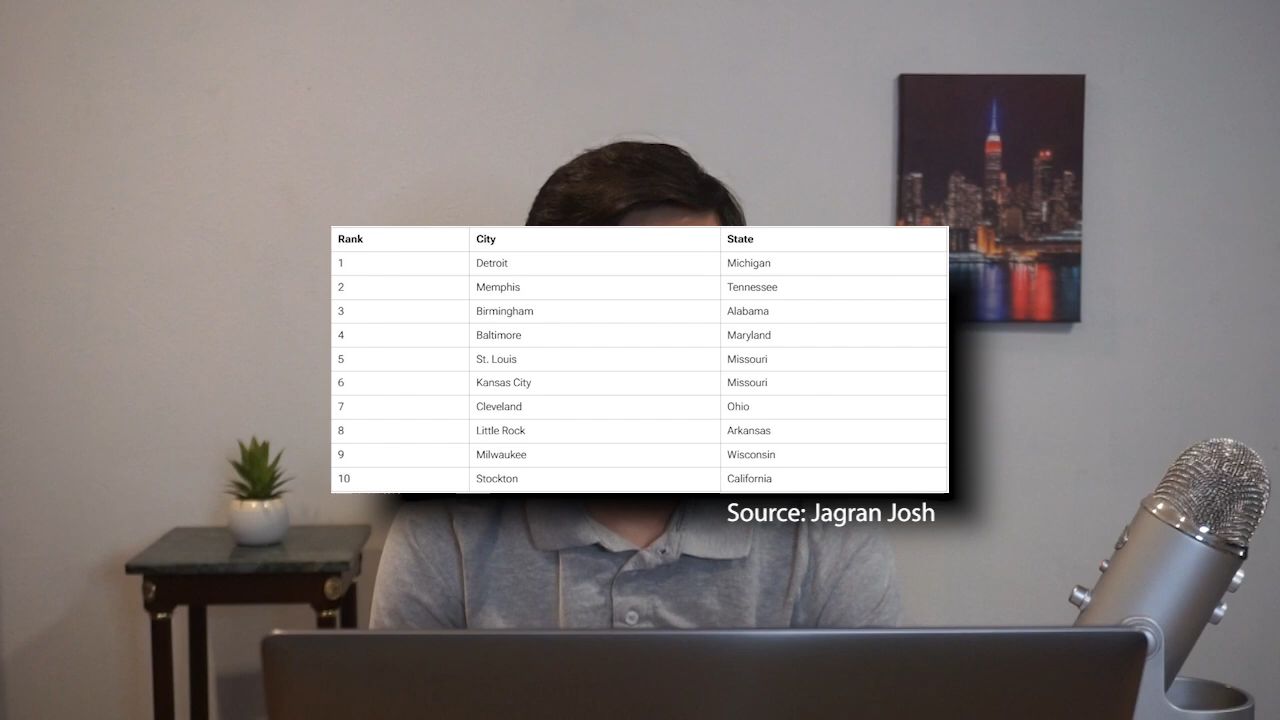 Rank City State
1 Detroit Michigan
2 Memphis Tennessee
3 Birmingham Alabama
4 Baltimore Maryland
5 St. Louis Missouri
6 Kansas City Missouri
7 Cleveland Ohio
8 Little Rock Arkansas
9 Milwaukee Wisconsin
10 Stockton California
Source: Jagran Josh